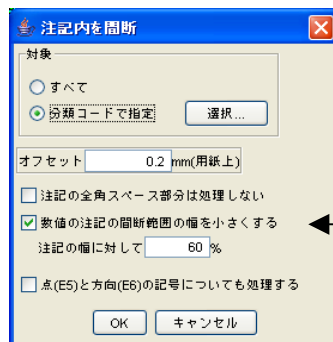 注記内を間断
対象
すべて
分類コードで指定 選択...
オフセット 0.2 mm(用紙上)
注記の全角スペース部分は処理しない
数値の注記の間断範囲の幅を小さくする
注記の幅に対して 60 %
点(E5)と方向(E6)の記号についても処理する
OK キャンセル